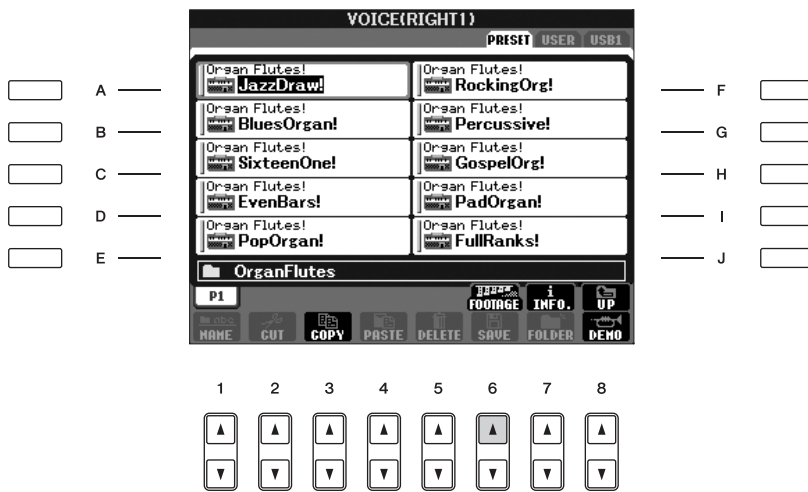 VOICE(RIGHT1)
PRESET USER USB1
A
B
C
D
E
Organ Flutes!
JazzDraw!
Organ Flutes!
BluesOrgan!
Organ Flutes!
SixteenOne!
Organ Flutes!
EvenBars!
Organ Flutes!
PopOrgan!
Organ Flutes!
RockingOrg!
Organ Flutes!
Percussive!
Organ Flutes!
GospelOrg!
Organ Flutes!
PadOrgan!
Organ Flutes!
FullRanks!
F
G
H
I
J
OrganFlutes
P1
FOOTAGE
i
INFO.
UP
NAME CUT COPY PASTE DELETE SAVE FOLDER DEMO
1 2 3 4 5 6 7 8